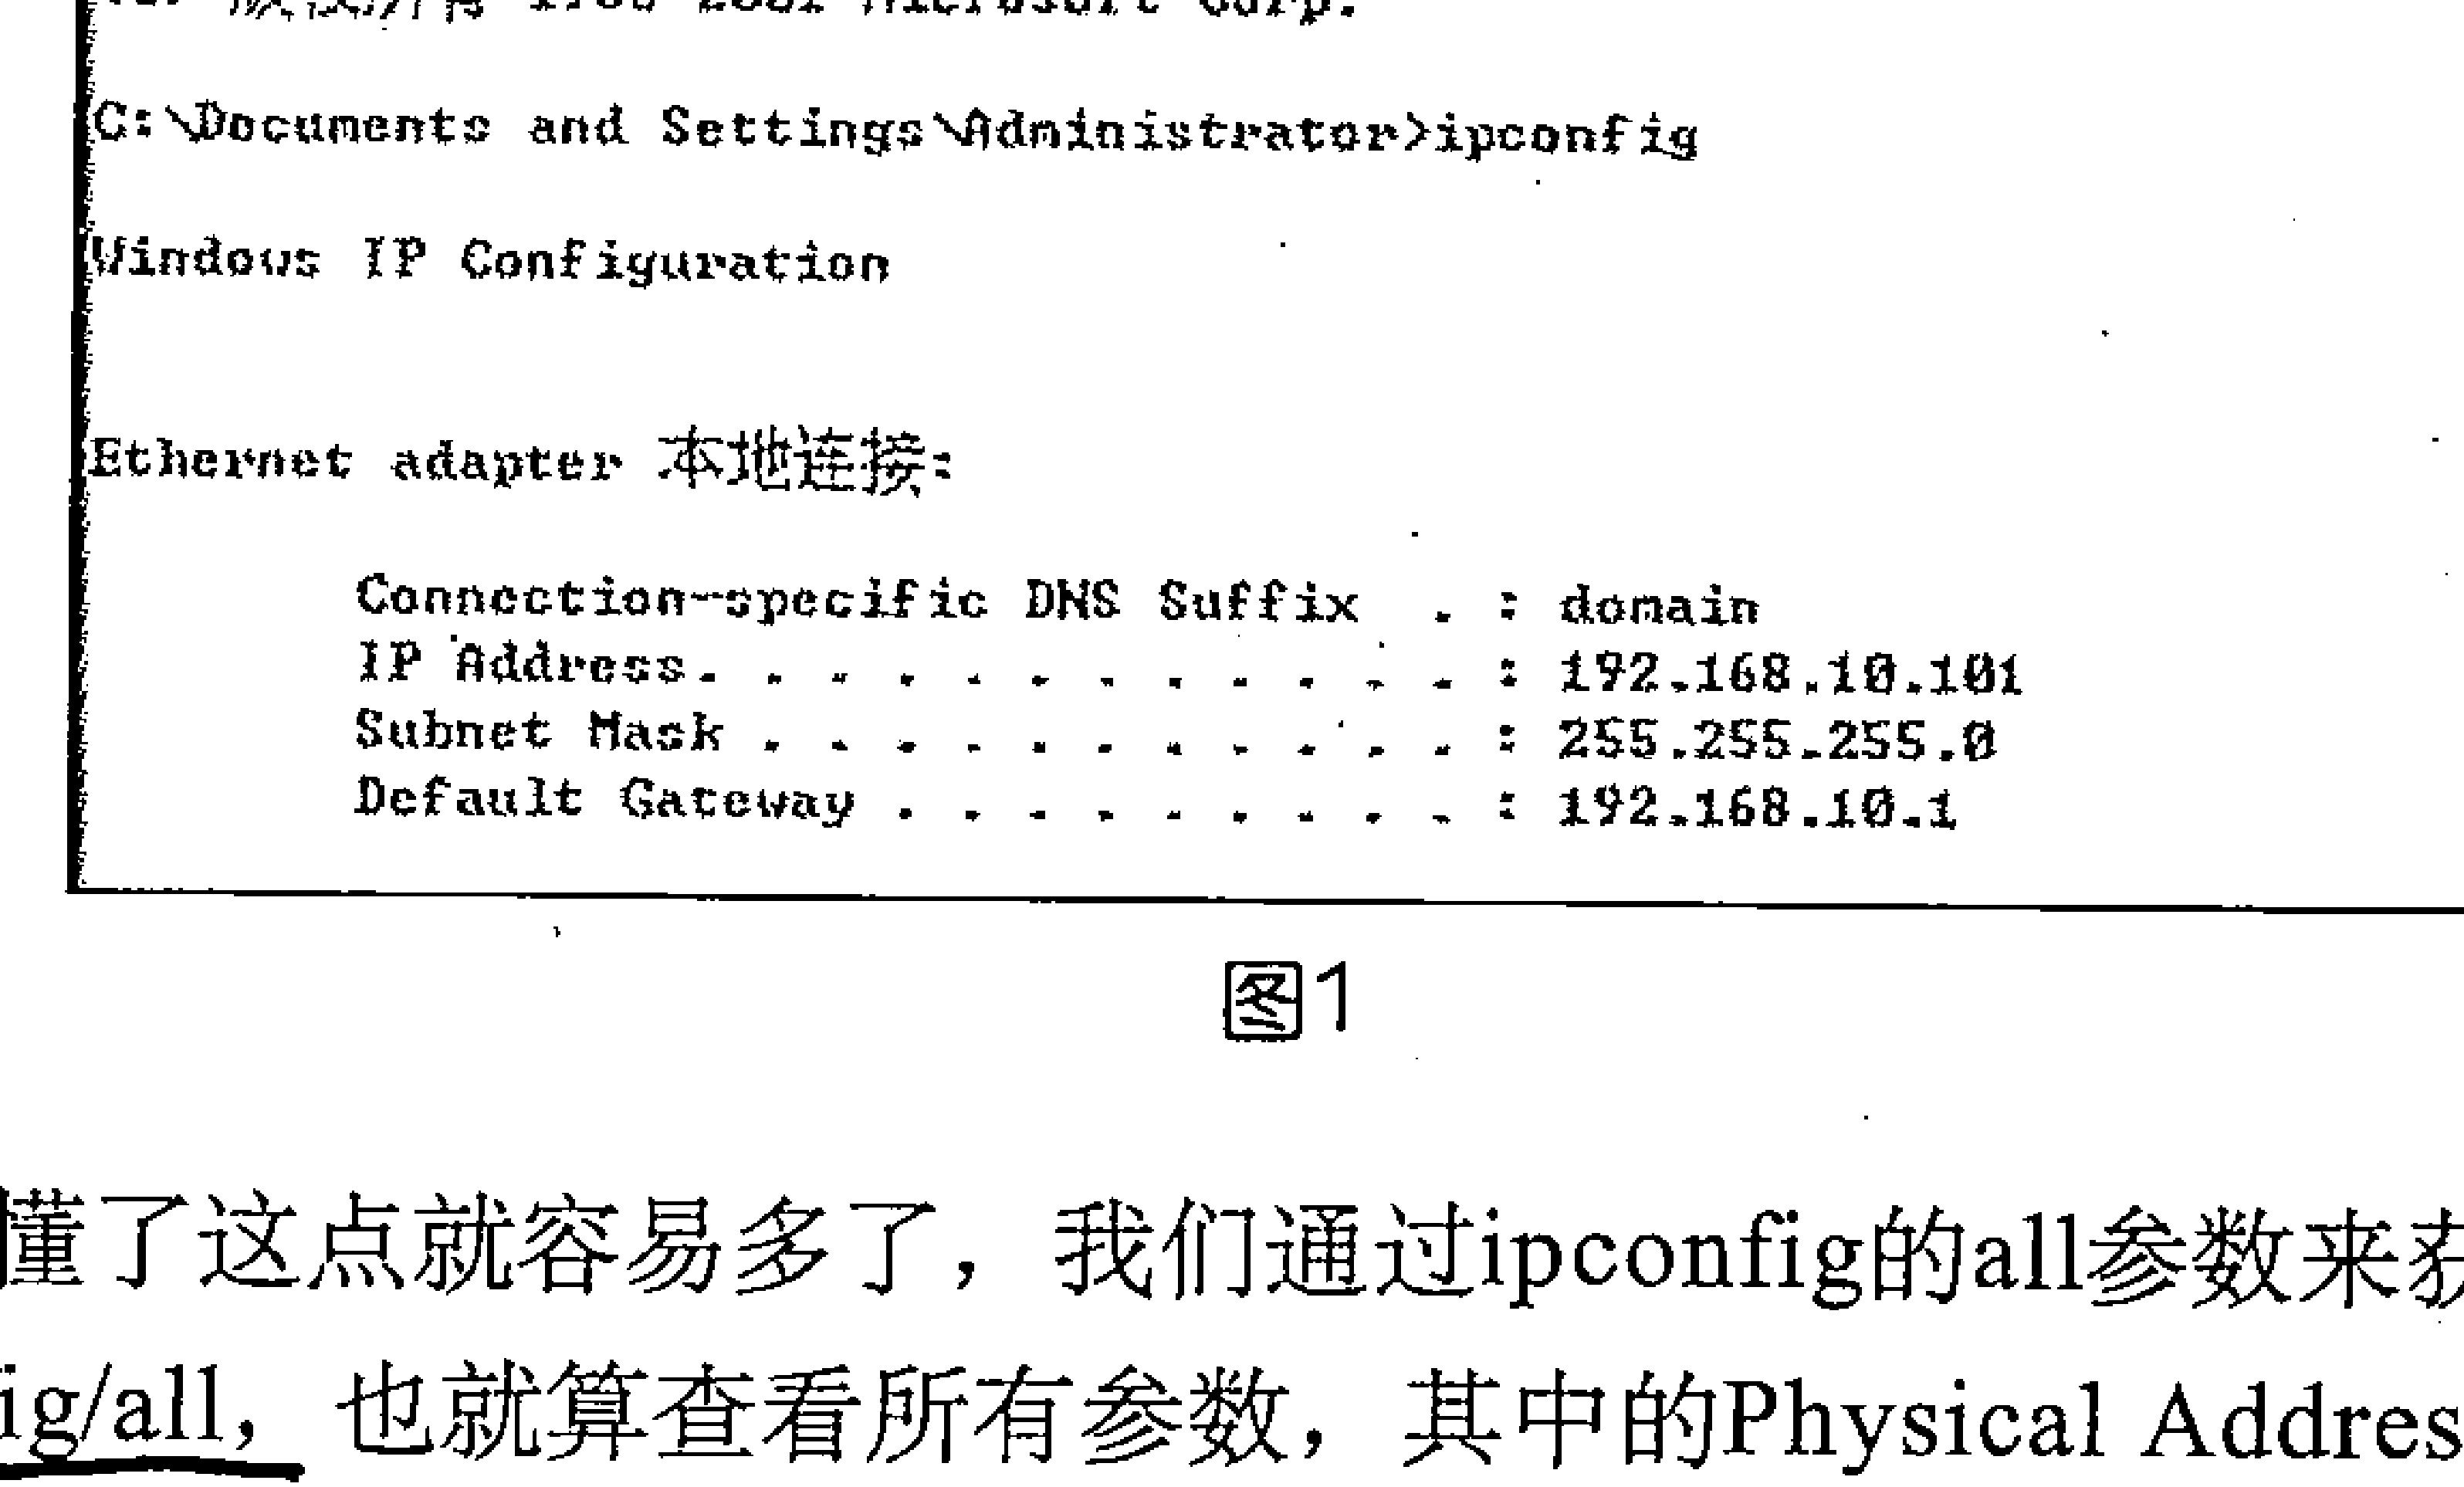 Microsoft Corp.
C:\Documents and Settings\Administrator>ipconfig
Windows IP Configuration
Ethernet adapter 本地连接:
Connection-specific DNS Suffix . : domain
IP Address. . . . . . . . . . . . : 192.168.10.101
Subnet Mask . . . . . . . . . . . : 255.255.255.0
Default Gateway . . . . . . . . . : 192.168.10.1
图1
懂了这点就容易多了，我们通过ipconfig的all参数来
ig/all，也就算查看所有参数，其中的Physical Addres